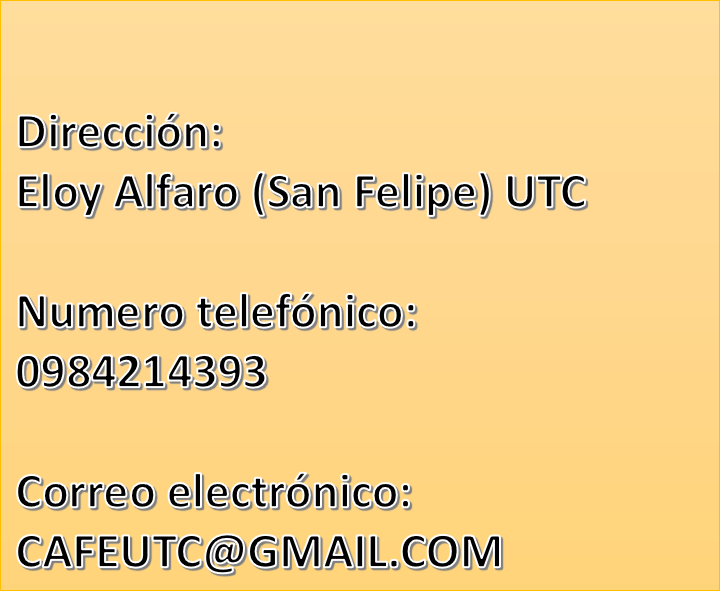 Dirección:
Eloy Alfaro (San Felipe) UTC
Numero telefónico:
0984214393
Correo electrónico:
CAFEUTC@GMAIL.COM